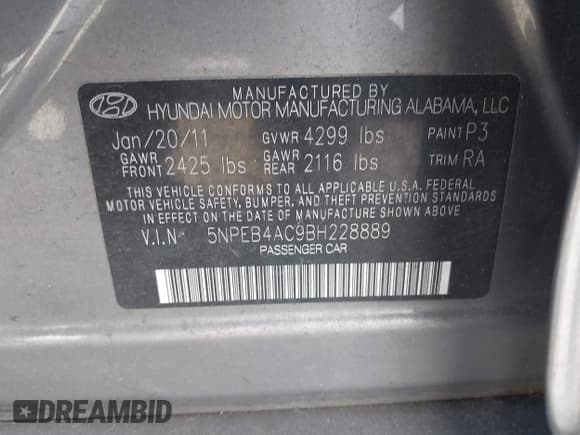 MANUFACTURED BY
HYUNDAI MOTOR MANUFACTURING ALABAMA, LLC
Jan/20/11 GVWR 4299 lbs PAINT P3
GAWR FRONT 2425 lbs GAWR REAR 2116 lbs TRIM RA
THIS VEHICLE CONFORMS TO ALL APPLICABLE U.S.A. FEDERAL
MOTOR VEHICLE SAFETY, BUMPER, AND THEFT PREVENTION
STANDARDS IN EFFECT ON THE DATE OF MANUFACTURE SHOWN ABOVE.
V.I.N 5NPEB4AC9BH228889
PASSENGER CAR
DREAMBID